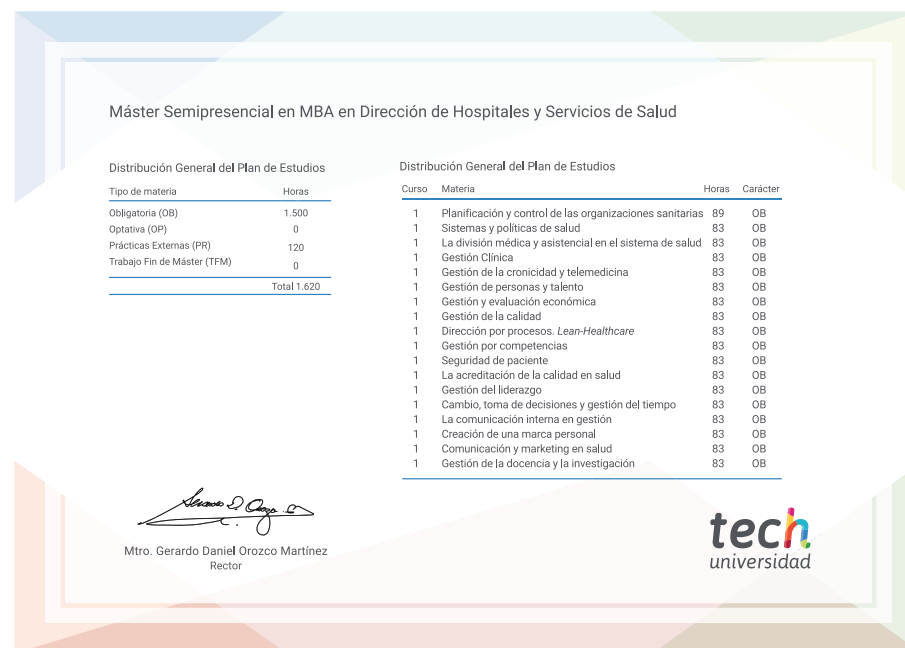 Máster Semipresencial en MBA en Dirección de Hospitales y Servicios de Salud
Distribución General del Plan de Estudios
Tipo de materia Horas
Obligatoria (OB) 1.500
Optativa (OP) 0
Prácticas Externas (PR) 120
Trabajo Fin de Máster (TFM) 0
Total 1.620
Distribución General del Plan de Estudios
Curso Materia Horas Carácter
1 Planificación y control de las organizaciones sanitarias 89 OB
1 Sistemas y políticas de salud 83 OB
1 La división médica y asistencial en el sistema de salud 83 OB
1 Gestión Clínica 83 OB
1 Gestión de la cronicidad y telemedicina 83 OB
1 Gestión de personas y talento 83 OB
1 Gestión y evaluación económica 83 OB
1 Gestión de la calidad 83 OB
1 Dirección por procesos. Lean-Healthcare 83 OB
1 Gestión por competencias 83 OB
1 Seguridad de paciente 83 OB
1 La acreditación de la calidad en salud 83 OB
1 Gestión del liderazgo 83 OB
1 Cambio, toma de decisiones y gestión del tiempo 83 OB
1 La comunicación interna en gestión 83 OB
1 Creación de una marca personal 83 OB
1 Comunicación y marketing en salud 83 OB
1 Gestión de la docencia y la investigación 83 OB
Mtro. Gerardo Daniel Orozco Martínez
Rector
tech
universidad